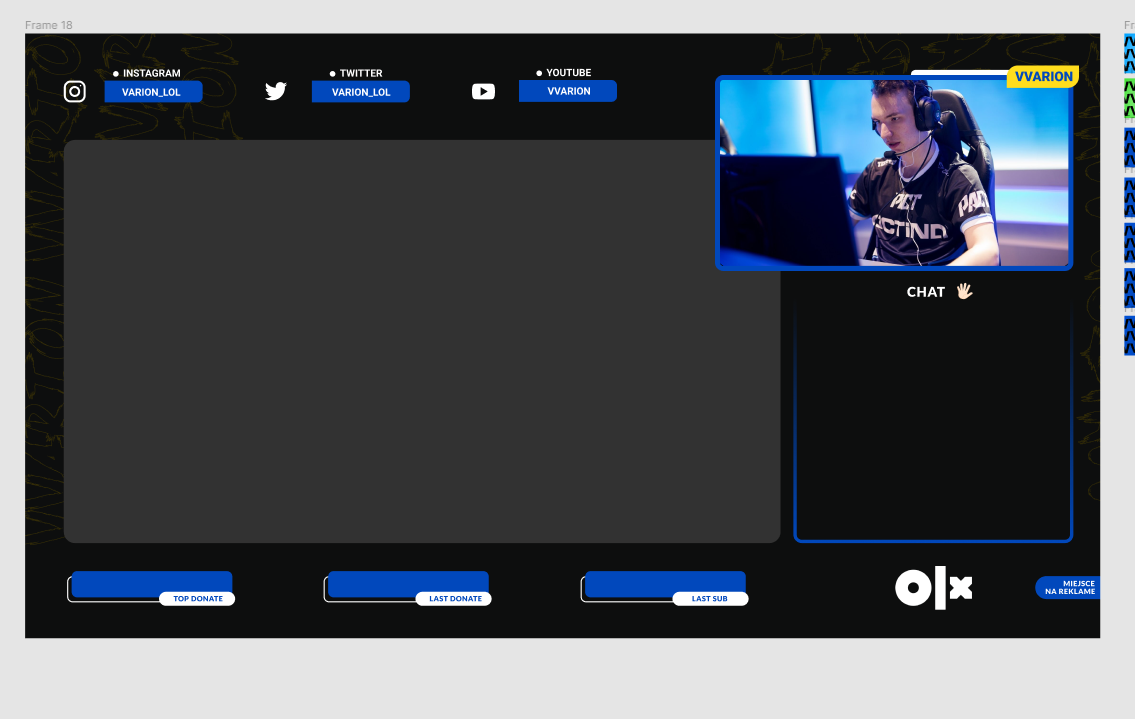 Frame 18
Fr
INSTAGRAM
VARION_LOL
TWITTER
VARION_LOL
YOUTUBE
VVARION
VVARION
CHAT
TOP DONATE
LAST DONATE
LAST SUB
olx
MIEJSCE
NA REKLAME